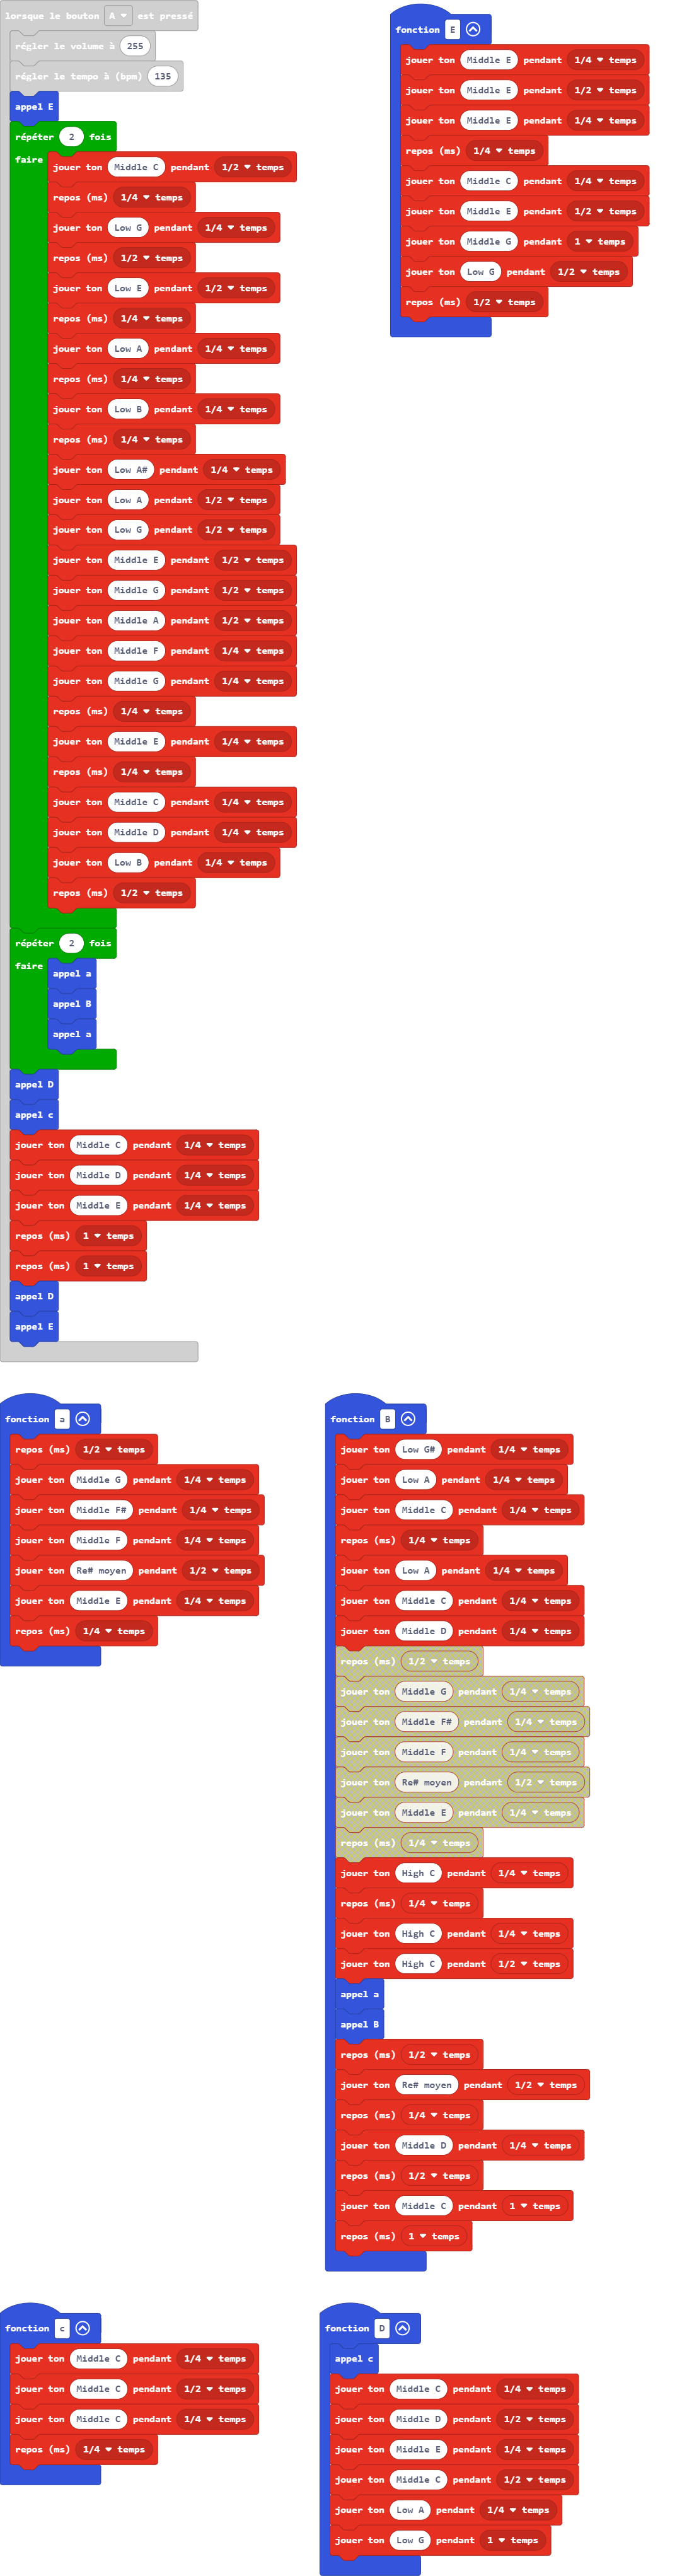 lorsque le bouton A est pressé
régler le volume à 255
régler le tempo à (bpm) 135
appel E
répéter 2 fois
faire
jouer ton Middle C pendant 1/2 temps
repos (ms) 1/4 temps
jouer ton Low G pendant 1/4 temps
repos (ms) 1/2 temps
jouer ton Low E pendant 1/2 temps
repos (ms) 1/4 temps
jouer ton Low A pendant 1/4 temps
repos (ms) 1/4 temps
jouer ton Low B pendant 1/4 temps
repos (ms) 1/4 temps
jouer ton Low A# pendant 1/4 temps
jouer ton Low A pendant 1/2 temps
jouer ton Low G pendant 1/2 temps
jouer ton Middle E pendant 1/2 temps
jouer ton Middle G pendant 1/2 temps
jouer ton Middle A pendant 1/2 temps
jouer ton Middle F pendant 1/4 temps
jouer ton Middle G pendant 1/4 temps
repos (ms) 1/4 temps
jouer ton Middle E pendant 1/4 temps
repos (ms) 1/4 temps
jouer ton Middle C pendant 1/4 temps
jouer ton Middle D pendant 1/4 temps
jouer ton Low B pendant 1/4 temps
repos (ms) 1/2 temps
répéter 2 fois
faire
appel a
appel B
appel a
appel D
appel c
jouer ton Middle C pendant 1/4 temps
jouer ton Middle D pendant 1/4 temps
jouer ton Middle E pendant 1/4 temps
repos (ms) 1 temps
repos (ms) 1 temps
appel D
appel E
fonction E
jouer ton Middle E pendant 1/4 temps
jouer ton Middle E pendant 1/2 temps
jouer ton Middle E pendant 1/4 temps
repos (ms) 1/4 temps
jouer ton Middle C pendant 1/4 temps
jouer ton Middle E pendant 1/2 temps
jouer ton Middle G pendant 1 temps
jouer ton Low G pendant 1/2 temps
repos (ms) 1/2 temps
fonction a
repos (ms) 1/2 temps
jouer ton Middle G pendant 1/4 temps
jouer ton Middle F# pendant 1/4 temps
jouer ton Middle F pendant 1/4 temps
jouer ton Re# moyen pendant 1/2 temps
jouer ton Middle E pendant 1/4 temps
repos (ms) 1/4 temps
fonction B
jouer ton Low G# pendant 1/4 temps
jouer ton Low A pendant 1/4 temps
jouer ton Middle C pendant 1/4 temps
repos (ms) 1/4 temps
jouer ton Low A pendant 1/4 temps
jouer ton Middle C pendant 1/4 temps
jouer ton Middle D pendant 1/4 temps
repos (ms) 1/2 temps
jouer ton Middle G pendant 1/4 temps
jouer ton Middle F# pendant 1/4 temps
jouer ton Middle F pendant 1/4 temps
jouer ton Re# moyen pendant 1/2 temps
jouer ton Middle E pendant 1/4 temps
repos (ms) 1/4 temps
jouer ton High C pendant 1/4 temps
repos (ms) 1/4 temps
jouer ton High C pendant 1/4 temps
jouer ton High C pendant 1/2 temps
appel a
appel B
repos (ms) 1/2 temps
jouer ton Re# moyen pendant 1/2 temps
repos (ms) 1/4 temps
jouer ton Middle D pendant 1/4 temps
repos (ms) 1/2 temps
jouer ton Middle C pendant 1 temps
repos (ms) 1 temps
fonction c
jouer ton Middle C pendant 1/4 temps
jouer ton Middle C pendant 1/2 temps
jouer ton Middle C pendant 1/4 temps
repos (ms) 1/4 temps
fonction D
appel c
jouer ton Middle C pendant 1/4 temps
jouer ton Middle D pendant 1/2 temps
jouer ton Middle E pendant 1/4 temps
jouer ton Middle C pendant 1/2 temps
jouer ton Low A pendant 1/4 temps
jouer ton Low G pendant 1 temps